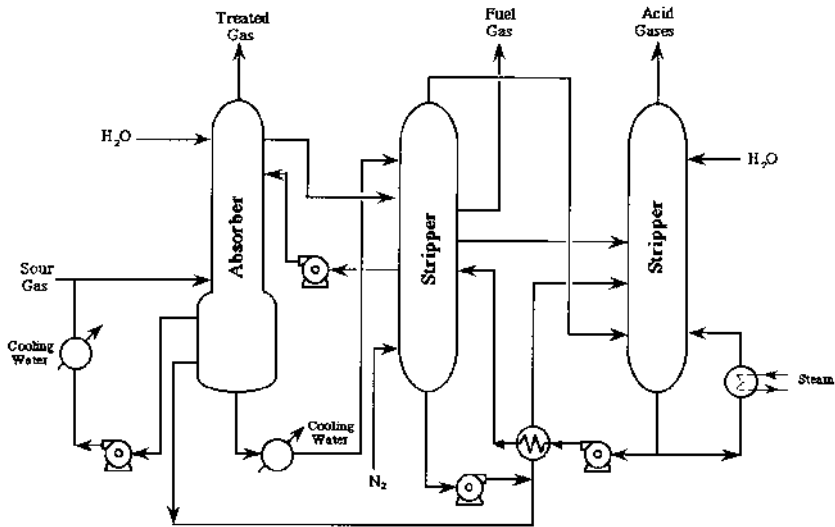 Treated
Gas
Fuel
Gas
Acid
Gases
H₂O
H₂O
Absorber
Stripper
Stripper
Sour
Gas
Cooling
Water
Cooling
Water
Steam
N₂